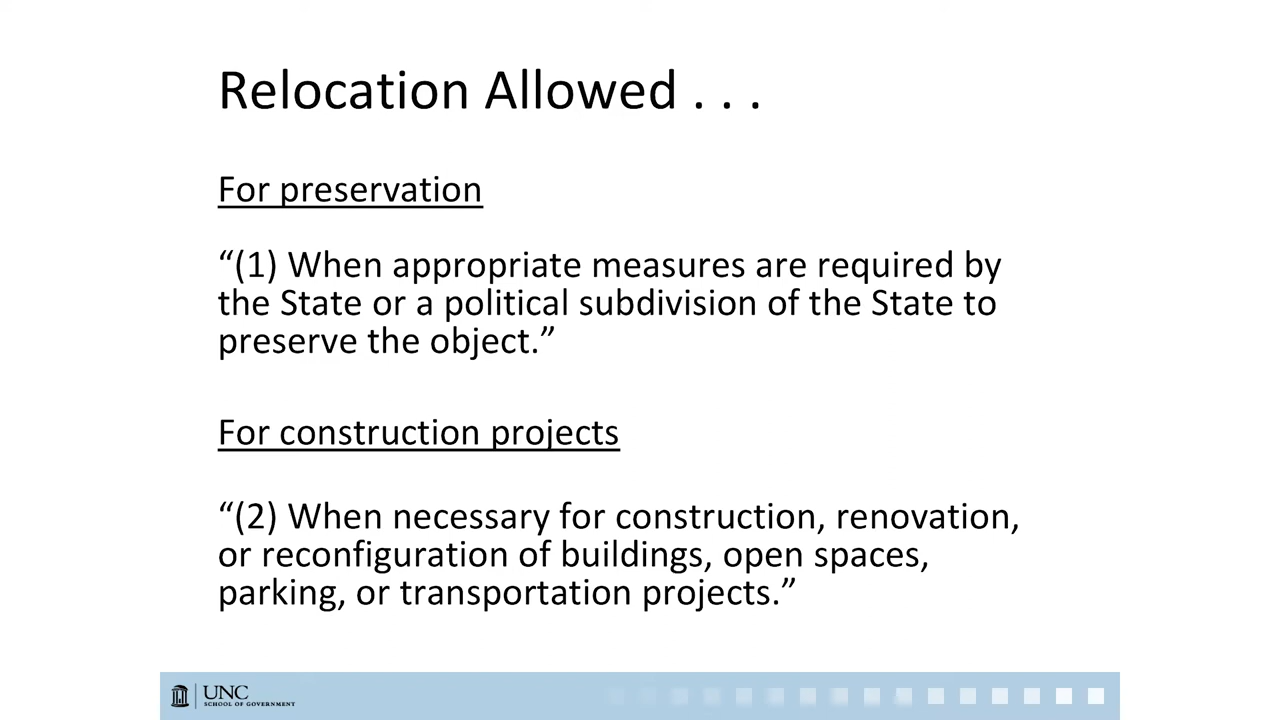 Relocation Allowed . . .
For preservation
“(1) When appropriate measures are required by
the State or a political subdivision of the State to
preserve the object.”
For construction projects
“(2) When necessary for construction, renovation,
or reconfiguration of buildings, open spaces,
parking, or transportation projects.”
UNC
SCHOOL OF GOVERNMENT